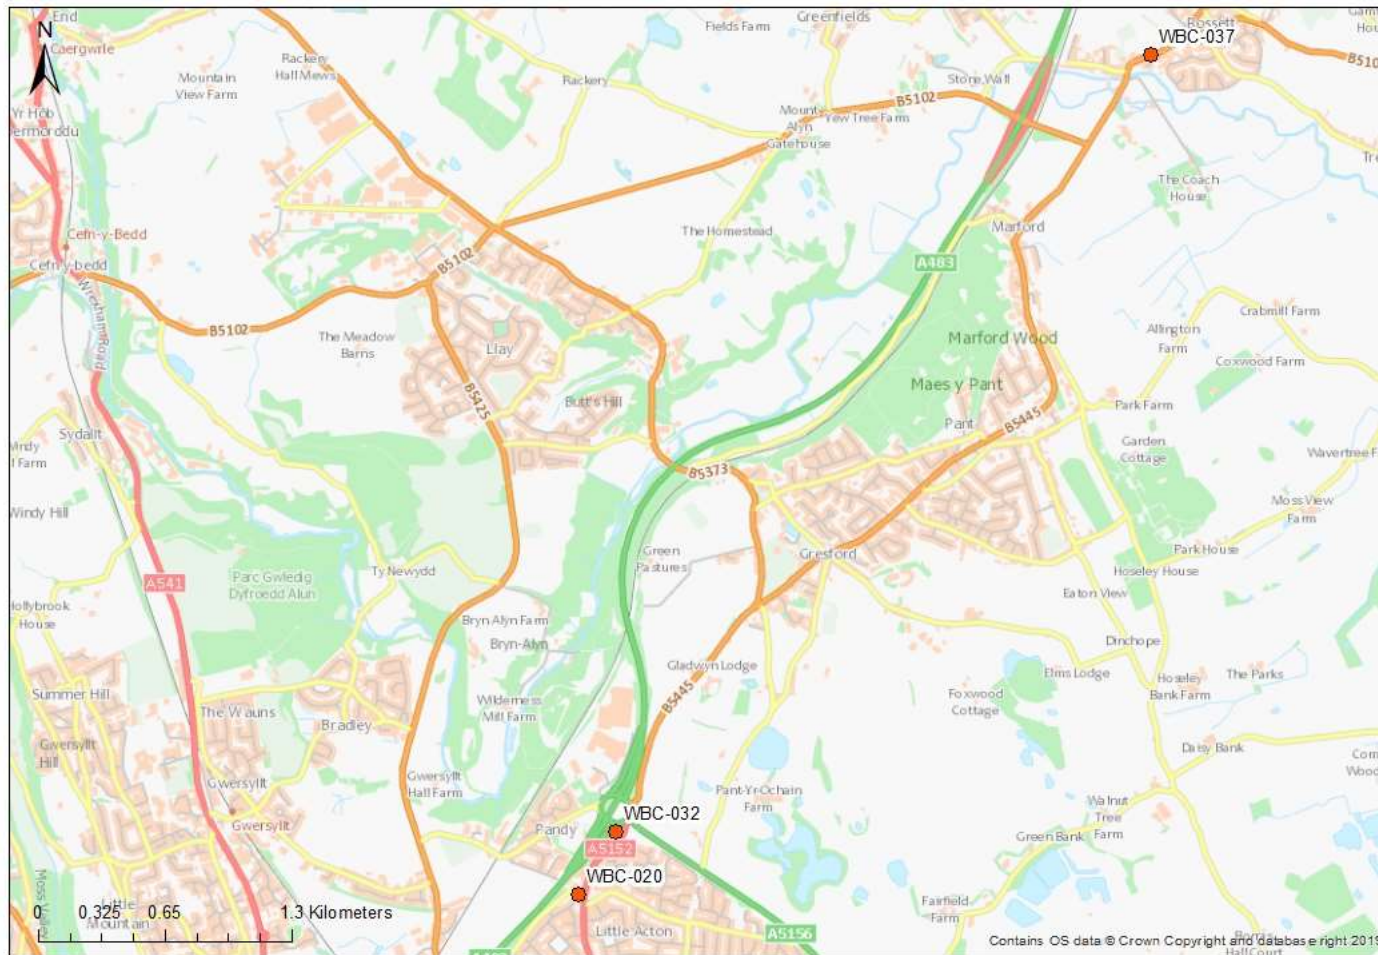 N
End
Caergwrle
Rackery
Hall Mews
Mountain
View Farm
Rackery
Fields Farm
Greenfields
Stone Wall
Rossett
WBC-037
B5102
Yr Hôb
Mount
Alyn
Yew Tree Farm
Gatehouse
B5102
The Coach
House
Cefn-y-Bedd
Cefn-y-bedd
B5102
The Homestead
Marford
A483
Wrexham Road
B5102
The Meadow
Barns
Llay
Marford Wood
Allington
Farm
Crabmill Farm
Coxwood Farm
Maes y Pant
B5425
Butt's Hill
Park Farm
Pant
B5445
Sydallt
Garden
Cottage
B5373
Windy Hill
Moss View
Farm
Green
Pastures
Gresford
Park House
Hoseley House
Ty Newydd
A541
Parc Gwledig
Dyfroedd Alun
Eaton View
Hollybrook
House
Bryn Alyn Farm
Bryn-Alyn
Dinchope
Gladwyn Lodge
Elms Lodge
Hoseley
Bank Farm
The Parks
Summer Hill
The Wauns
Wilderness
Mill Farm
B5445
Foxwood
Cottage
Bradley
Gwersyllt
Hill
Daisy Bank
Gwersyllt
Gwersyllt
Hall Farm
Pant-Yr-Ochain
Farm
Gwersyllt
Walnut
Tree
Farm
WBC-032
Pandy
Green Bank
A5152
WBC-020
Moss Valley
Little
Mountain
Fairfield
Farm
0 0.325 0.65 1.3 Kilometers
Little Acton
A5156
Contains OS data © Crown Copyright and database right 2019